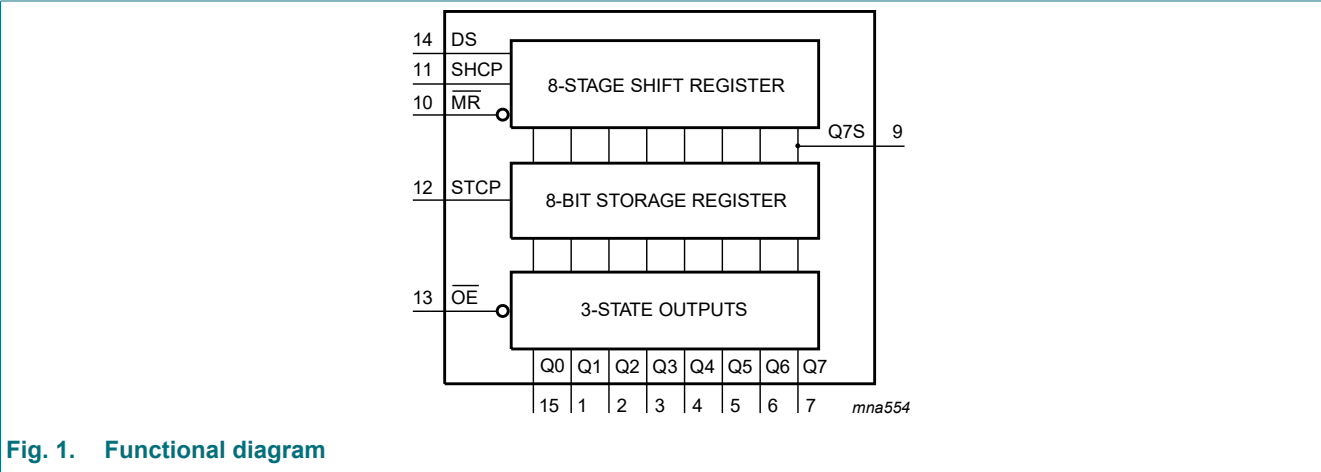 14 DS
11 SHCP
10 MR
8-STAGE SHIFT REGISTER
Q7S 9
12 STCP
8-BIT STORAGE REGISTER
13 OE
3-STATE OUTPUTS
Q0 Q1 Q2 Q3 Q4 Q5 Q6 Q7
15 1 2 3 4 5 6 7
mna554
Fig. 1. Functional diagram